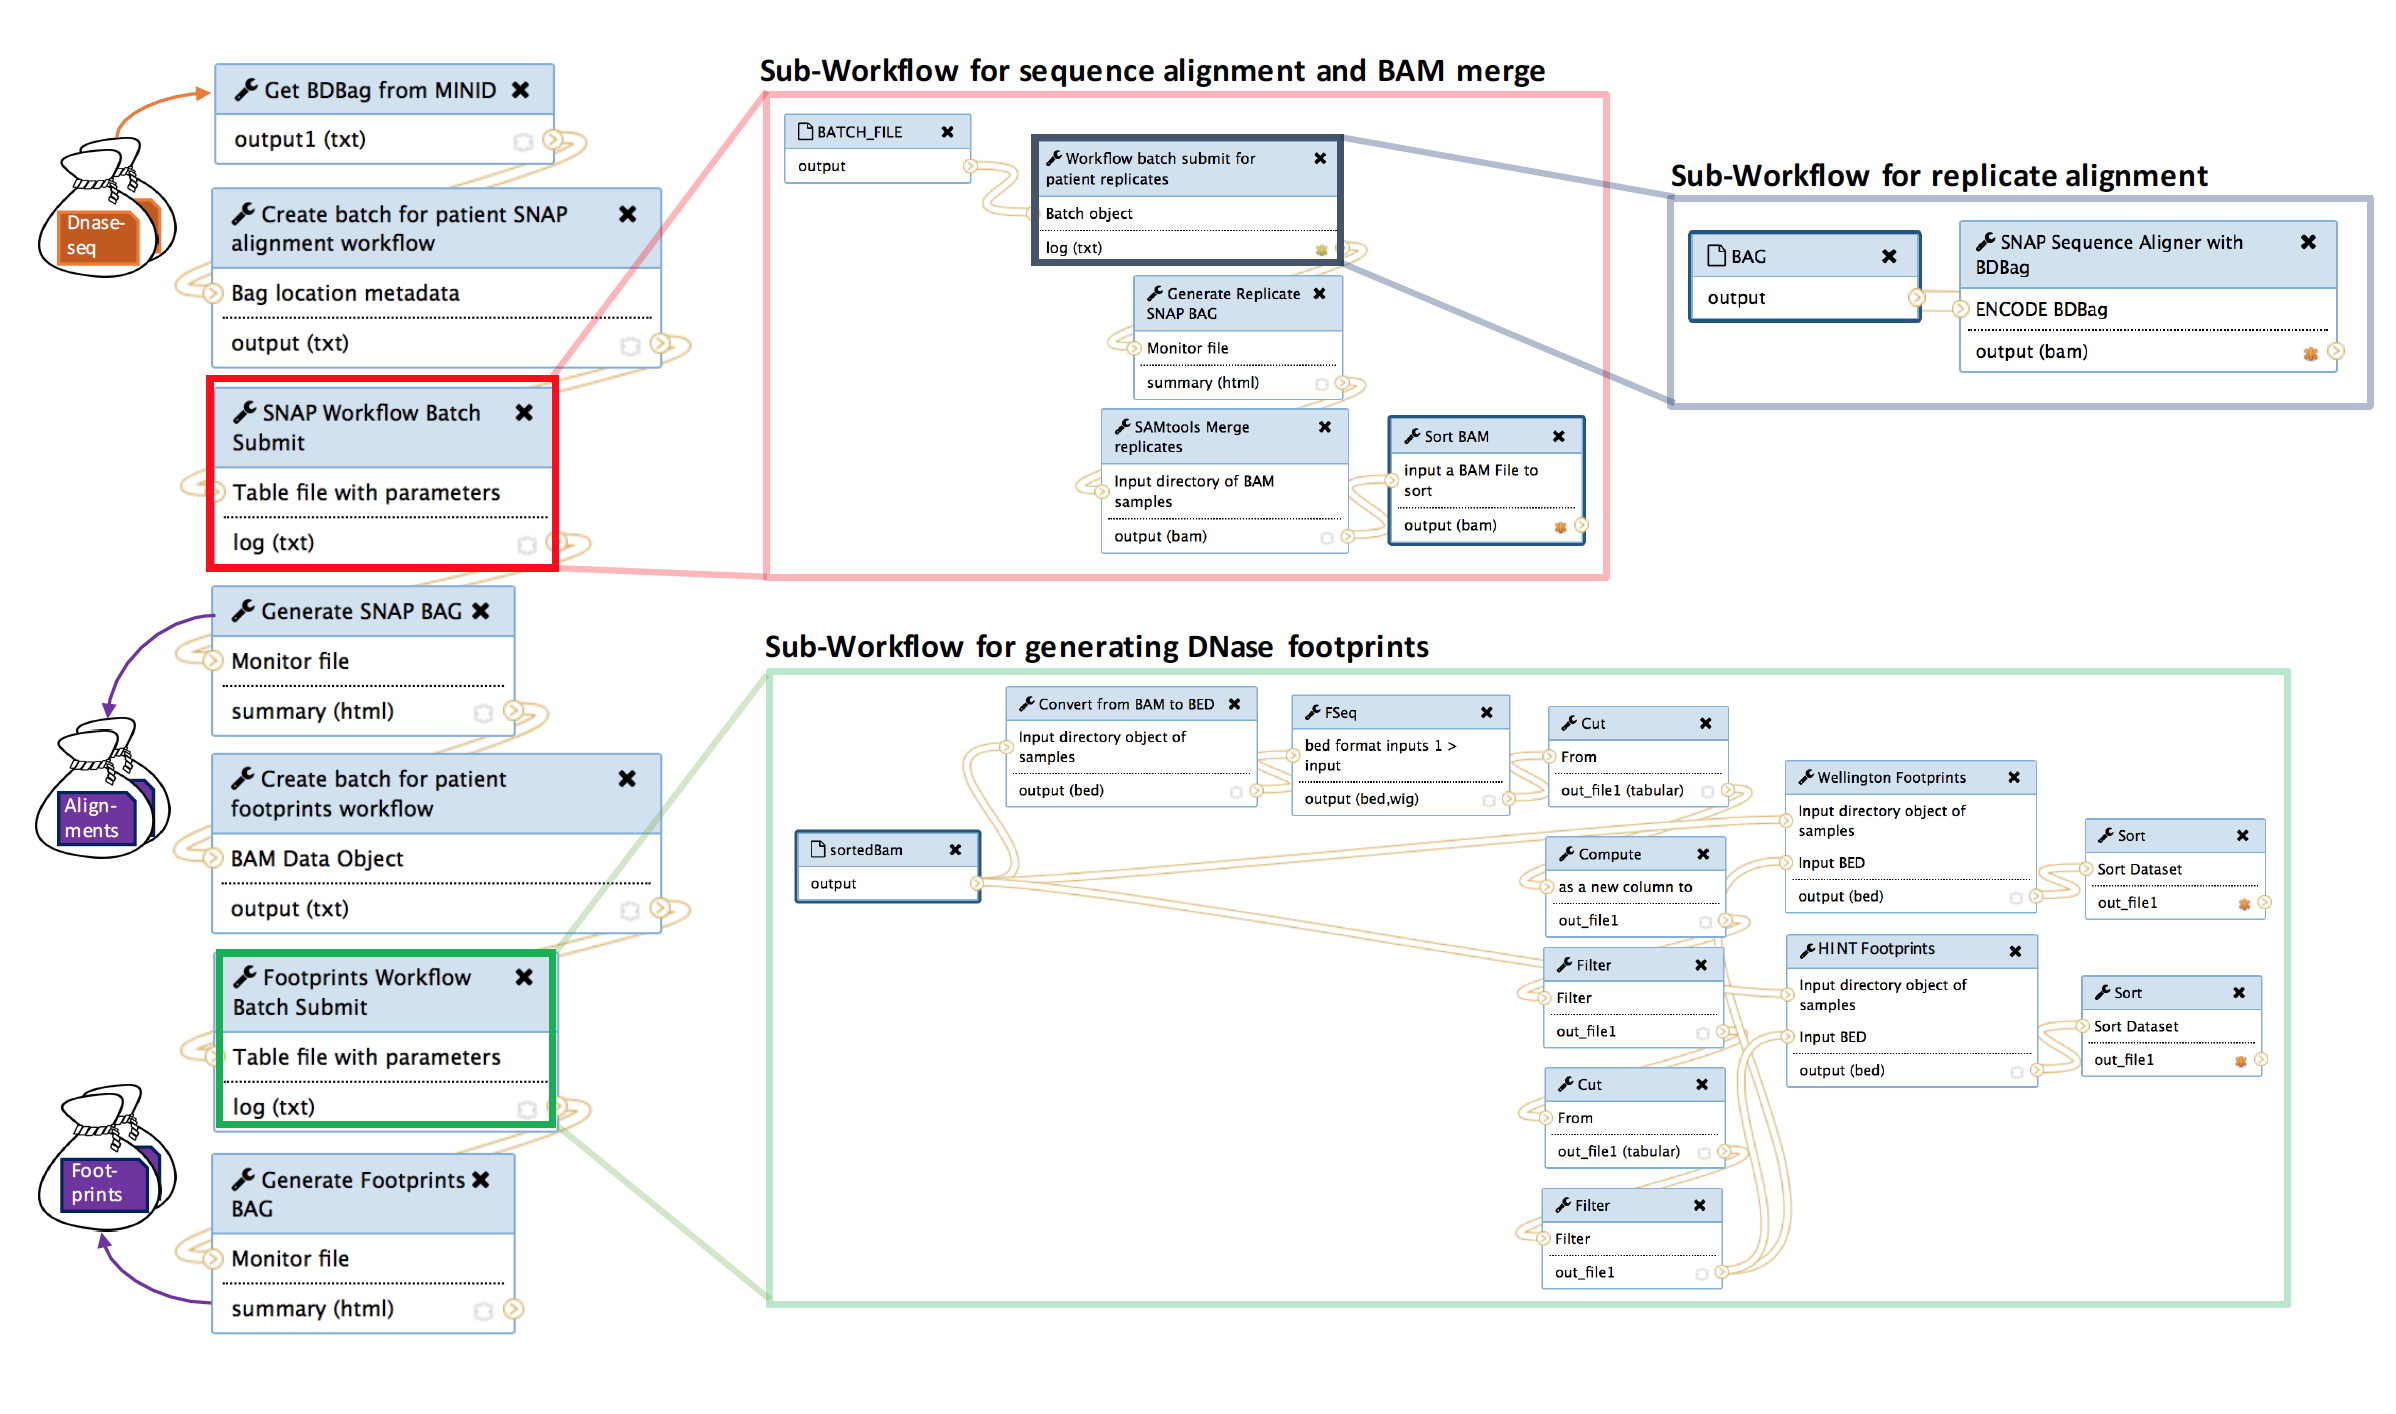 Get BDBag from MINID
output1 (txt)
Dnase-
seq
Create batch for patient SNAP
alignment workflow
Bag location metadata
output (txt)
SNAP Workflow Batch
Submit
Table file with parameters
log (txt)
Generate SNAP BAG
Monitor file
summary (html)
Align-
ments
Create batch for patient
footprints workflow
BAM Data Object
output (txt)
Footprints Workflow
Batch Submit
Table file with parameters
log (txt)
Foot-
prints
Generate Footprints
BAG
Monitor file
summary (html)
Sub-Workflow for sequence alignment and BAM merge
BATCH_FILE
output
Workflow batch submit for
patient replicates
Batch object
log (txt)
Generate Replicate
SNAP BAG
Monitor file
summary (html)
SAMtools Merge
replicates
Input directory of BAM
samples
output (bam)
Sort BAM
input a BAM File to
sort
output (bam)
Sub-Workflow for replicate alignment
BAG
output
SNAP Sequence Aligner with
BDBag
ENCODE BDBag
output (bam)
Sub-Workflow for generating DNase footprints
sortedBam
output
Convert from BAM to BED
Input directory object of
samples
output (bed)
FSeq
bed format inputs 1 >
input
output (bed,wig)
Cut
From
out_file1 (tabular)
Compute
as a new column to
out_file1
Filter
Filter
out_file1
Cut
From
out_file1 (tabular)
Filter
Filter
out_file1
Wellington Footprints
Input directory object of
samples
Input BED
output (bed)
Sort
Sort Dataset
out_file1
HINT Footprints
Input directory object of
samples
Input BED
output (bed)
Sort
Sort Dataset
out_file1